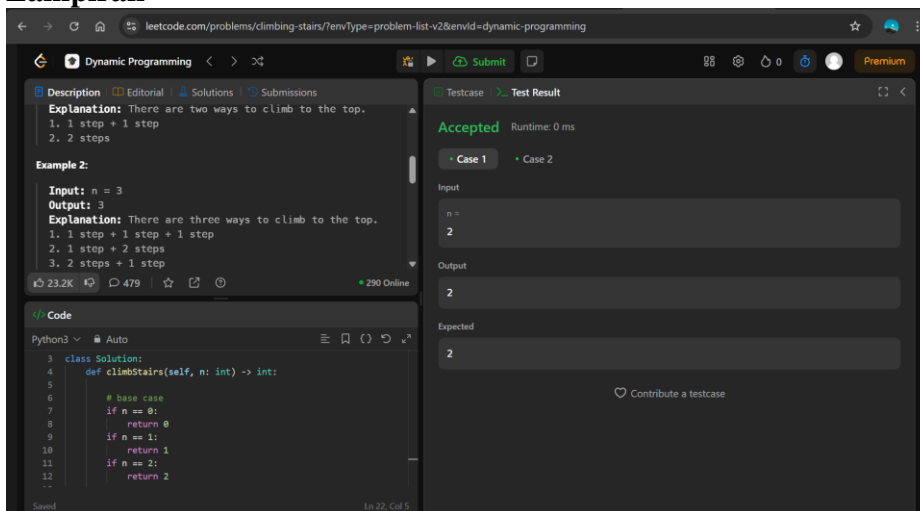 Lampiran
leetcode.com/problems/climbing-stairs/?envType=problem-list-v2&envId=dynamic-programming
Dynamic Programming
Submit
0
Premium
Description
Editorial
Solutions
Submissions
Explanation: There are two ways to climb to the top.
1. 1 step + 1 step
2. 2 steps
Example 2:
Input: n = 3
Output: 3
Explanation: There are three ways to climb to the top.
1. 1 step + 1 step + 1 step
2. 1 step + 2 steps
3. 2 steps + 1 step
23.2K
479
290 Online
</> Code
Python3
Auto
3 class Solution:
4 def climbStairs(self, n: int) -> int:
5
6 # base case
7 if n == 0:
8 return 0
9 if n == 1:
10 return 1
11 if n == 2:
12 return 2
Saved
Ln 22, Col 5
Testcase
>_ Test Result
Accepted Runtime: 0 ms
• Case 1 • Case 2
Input
n =
2
Output
2
Expected
2
Contribute a testcase